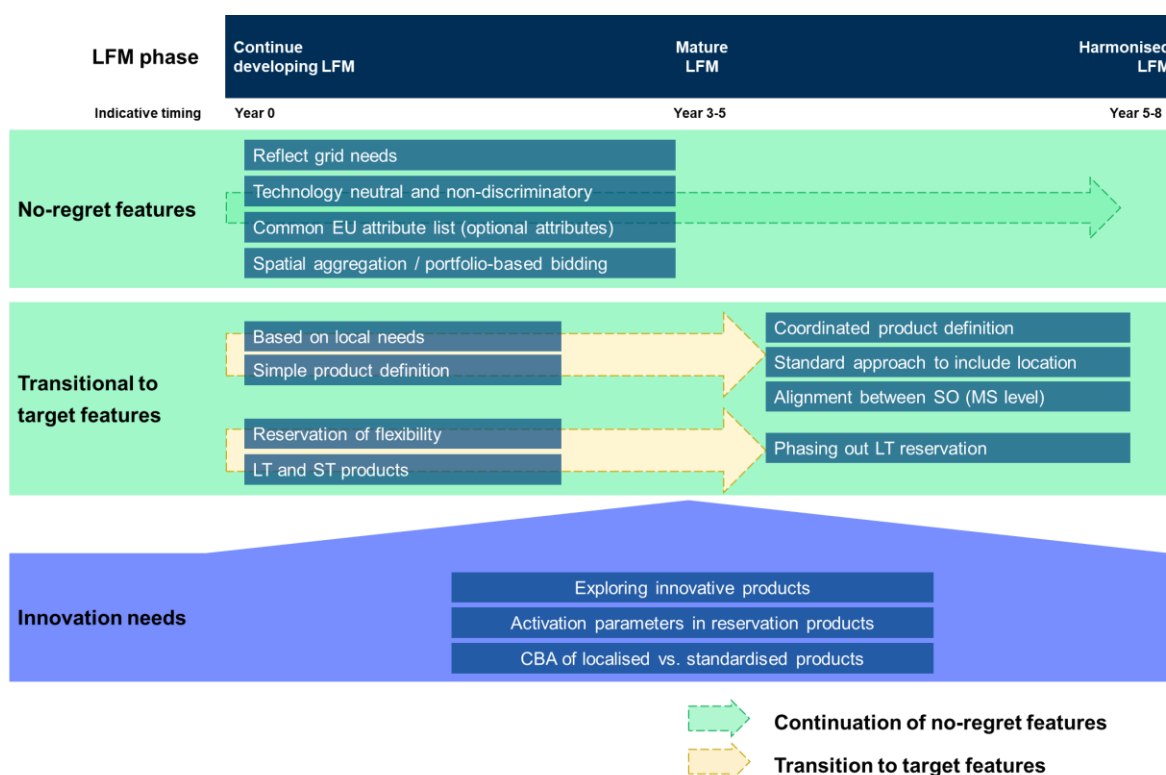 LFM phase
Continue
developing LFM
Mature
LFM
Harmonised
LFM
Indicative timing
Year 0
Year 3-5
Year 5-8
No-regret features
Reflect grid needs
Technology neutral and non-discriminatory
Common EU attribute list (optional attributes)
Spatial aggregation / portfolio-based bidding
Transitional to
target features
Based on local needs
Simple product definition
Reservation of flexibility
LT and ST products
Coordinated product definition
Standard approach to include location
Alignment between SO (MS level)
Phasing out LT reservation
Innovation needs
Exploring innovative products
Activation parameters in reservation products
CBA of localised vs. standardised products
Continuation of no-regret features
Transition to target features